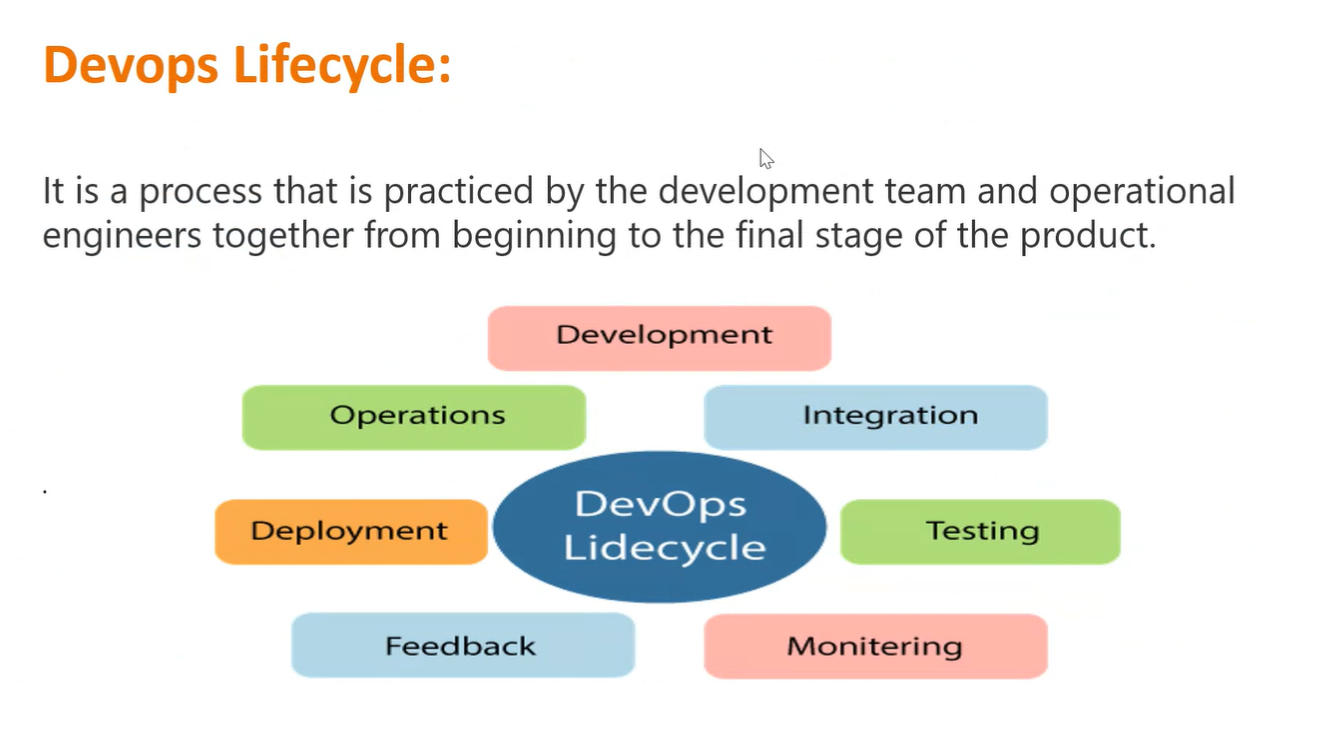 Devops Lifecycle:
It is a process that is practiced by the development team and operational
engineers together from beginning to the final stage of the product.
Development
Operations
Integration
DevOps
Lidecycle
.
Deployment
Testing
Feedback
Monitering